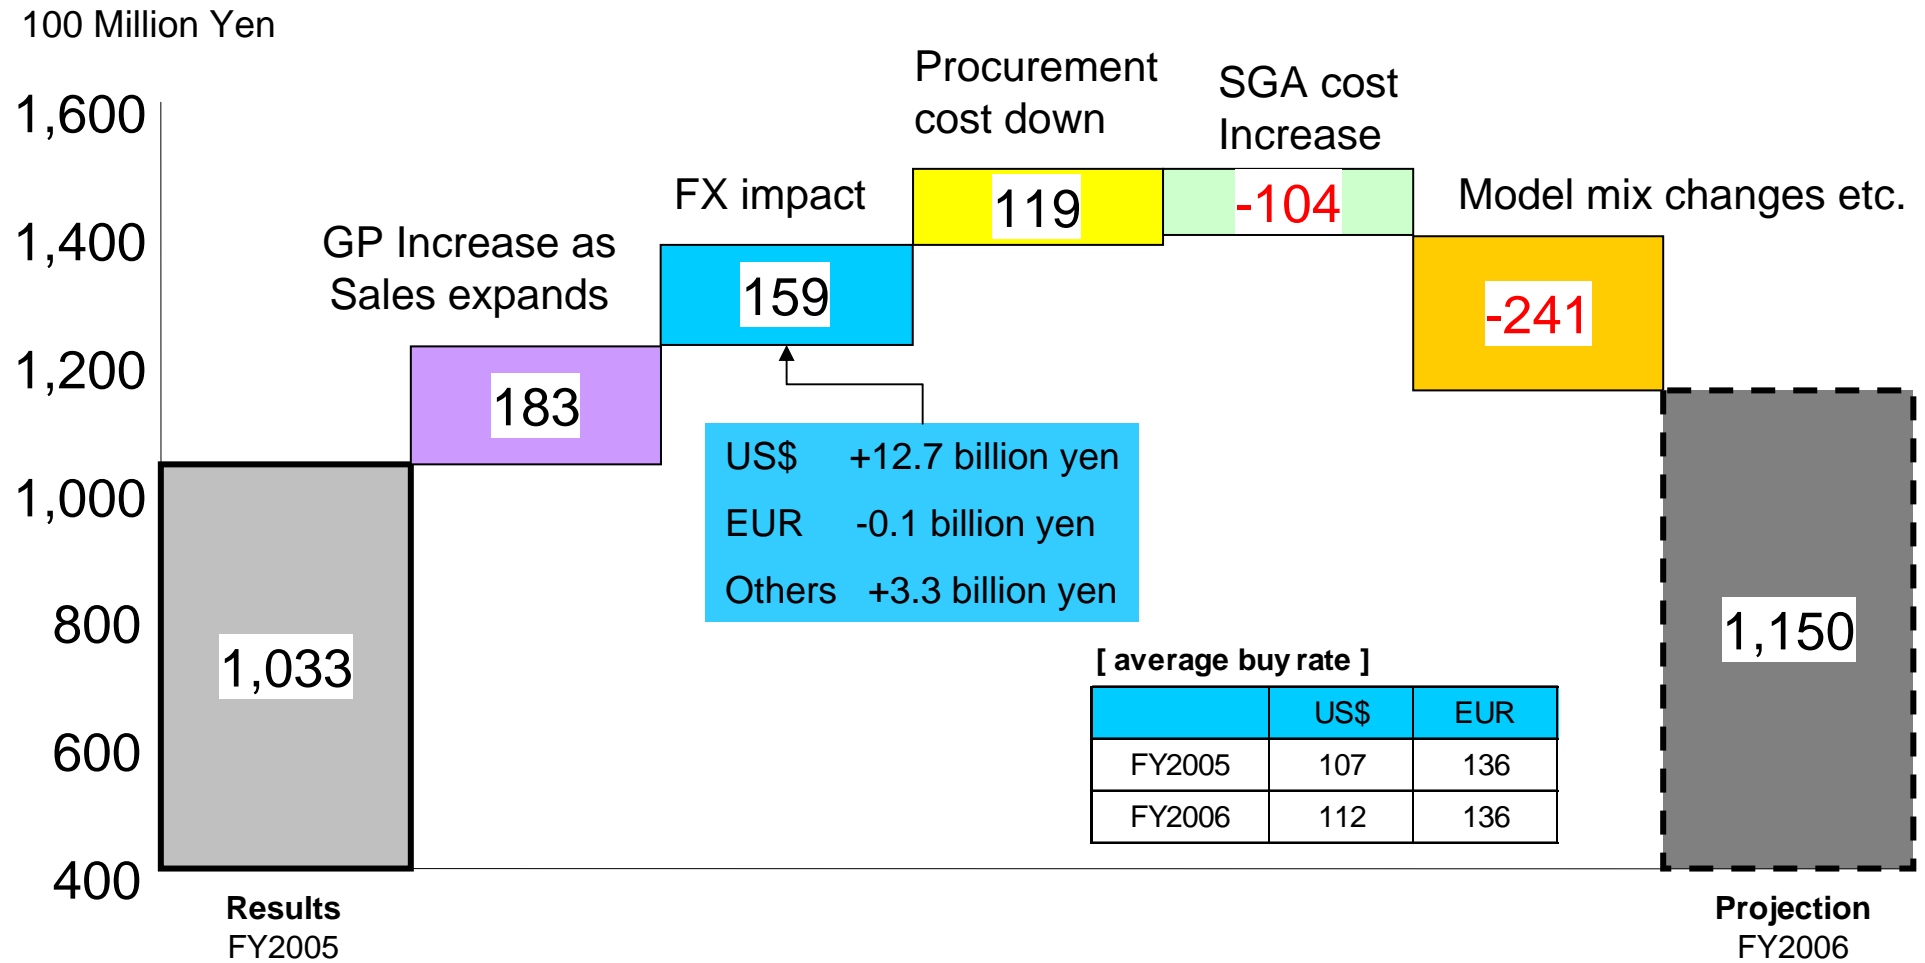 100 Million Yen
1,600
1,400
1,200
1,000
800
600
400
1,033
GP Increase as
Sales expands
183
FX impact
159
Procurement
cost down
119
SGA cost
Increase
-104
Model mix changes etc.
-241
1,150
US$ +12.7 billion yen
EUR -0.1 billion yen
Others +3.3 billion yen
[ average buy rate ]
US$ EUR
FY2005 107 136
FY2006 112 136
Results
FY2005
Projection
FY2006